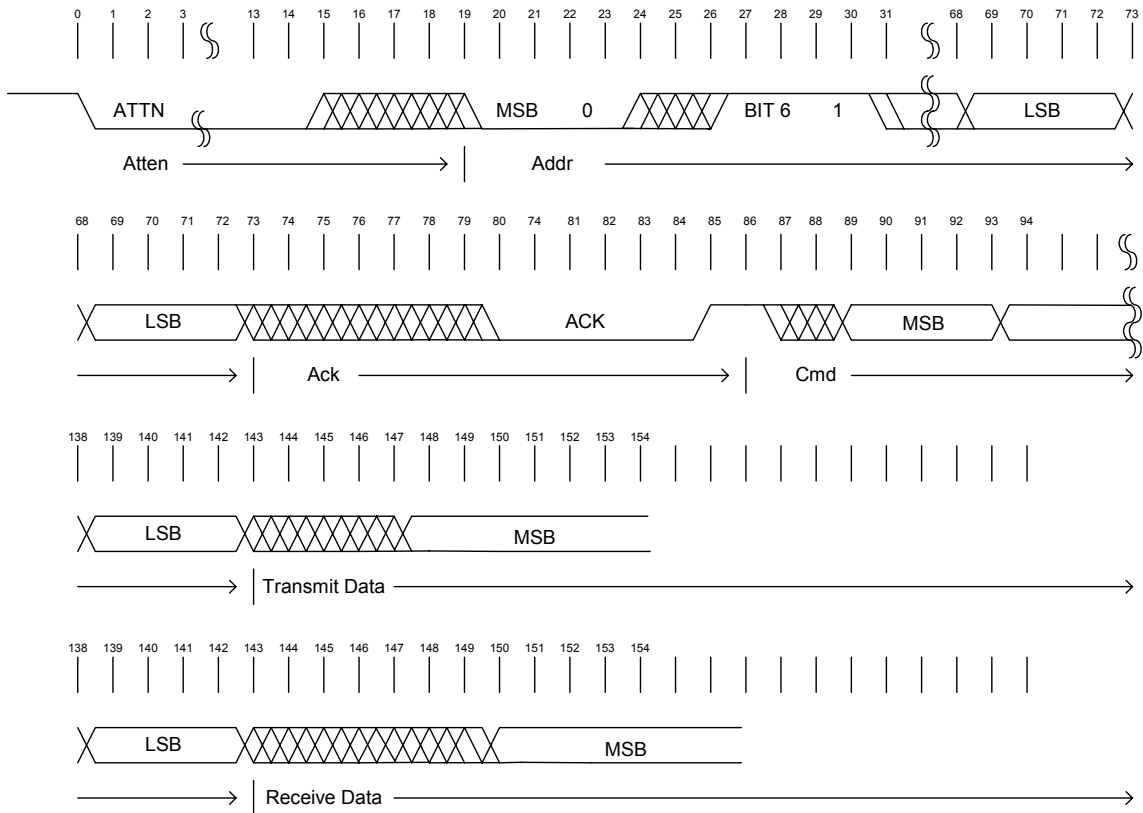 0 1 2 3 13 14 15 16 17 18 19 20 21 22 23 24 25 26 27 28 29 30 31 68 69 70 71 72 73
ATTN MSB 0 BIT 6 1 LSB
Atten Addr
68 69 70 71 72 73 74 75 76 77 78 79 80 74 81 82 83 84 85 86 87 88 89 90 91 92 93 94
LSB ACK MSB
Ack Cmd
138 139 140 141 142 143 144 145 146 147 148 149 150 151 152 153 154
LSB MSB
Transmit Data
138 139 140 141 142 143 144 145 146 147 148 149 150 151 152 153 154
LSB MSB
Receive Data